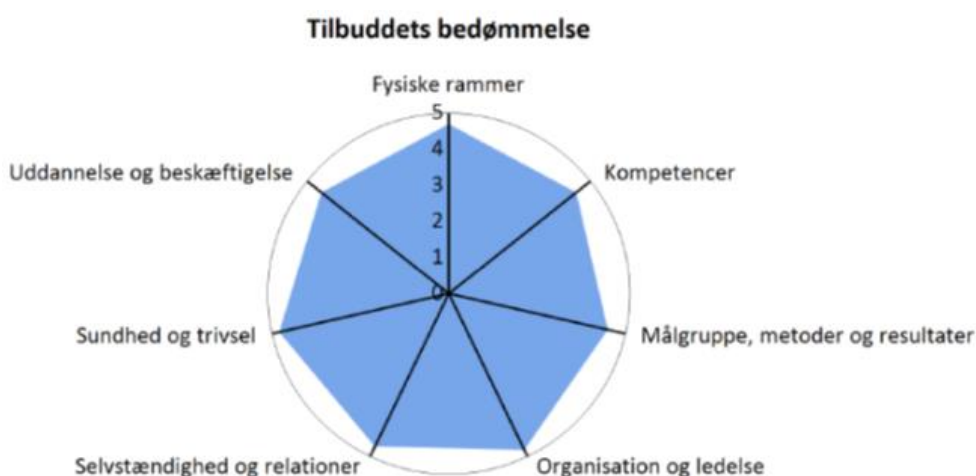 Tilbuddets bedømmelse
Fysiske rammer
5
4
3
2
1
0
Uddannelse og beskæftigelse
Kompetencer
Sundhed og trivsel
Målgruppe, metoder og resultater
Selvstændighed og relationer
Organisation og ledelse